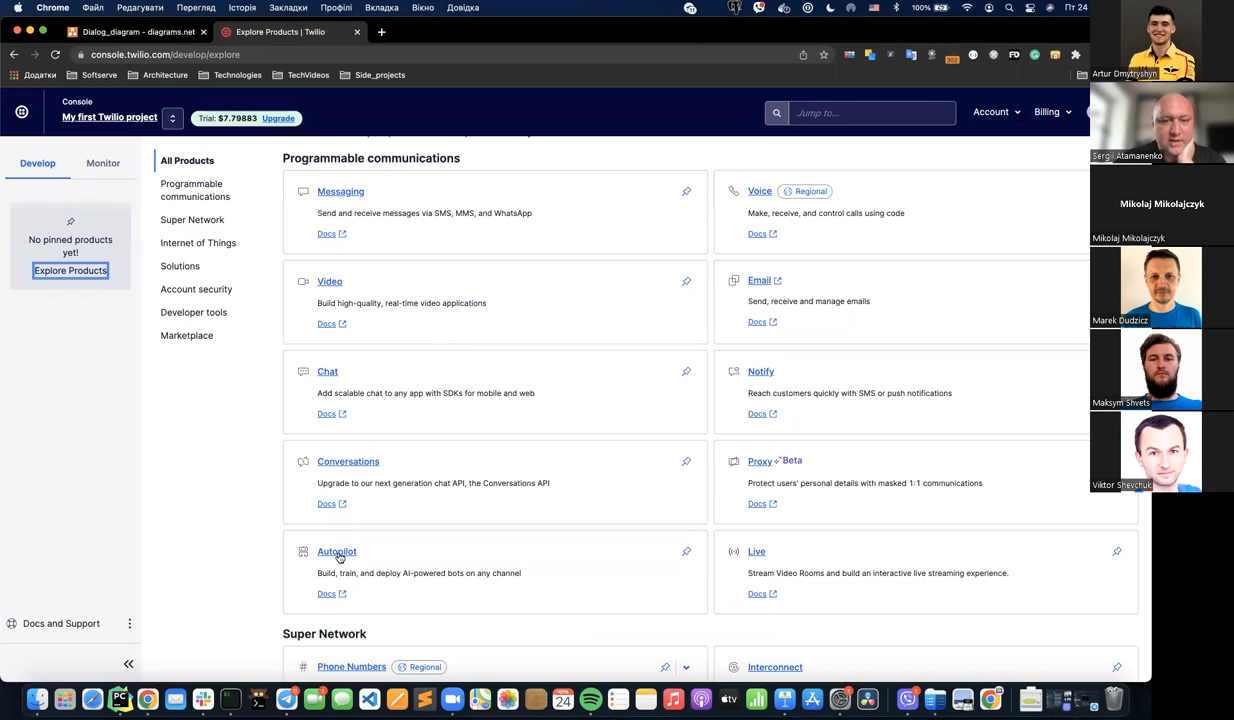 Chrome Файл Редагувати Перегляд Історія Закладки Профілі Вкладка Вікно Довідка 100% Пт 24
Dialog_diagram - diagrams.net Explore Products | Twilio
console.twilio.com/develop/explore
Додатки Softserve Architecture Technologies TechVideos Side_projects
Console
My first Twilio project
Trial: $7.79883 Upgrade
Jump to...
Account Billing
Develop Monitor
No pinned products
yet!
Explore Products
Docs and Support
All Products
Programmable
communications
Super Network
Internet of Things
Solutions
Account security
Developer tools
Marketplace
Programmable communications
Messaging
Send and receive messages via SMS, MMS, and WhatsApp
Docs
Voice Regional
Make, receive, and control calls using code
Docs
Video
Build high-quality, real-time video applications
Docs
Email
Send, receive and manage emails
Docs
Chat
Add scalable chat to any app with SDKs for mobile and web
Docs
Notify
Reach customers quickly with SMS or push notifications
Docs
Conversations
Upgrade to our next generation chat API, the Conversations API
Docs
Proxy Beta
Protect users' personal details with masked 1:1 communications
Docs
Autopilot
Build, train, and deploy AI-powered bots on any channel
Docs
Live
Stream Video Rooms and build an interactive live streaming experience.
Docs
Super Network
Phone Numbers Regional
Interconnect
Artur Dmytryshyn
Sergii Atamanenko
Mikolaj Mikolajczyk
Mikolaj Mikolajczyk
Marek Dudzicz
Maksym Shvets
Viktor Shevchuk